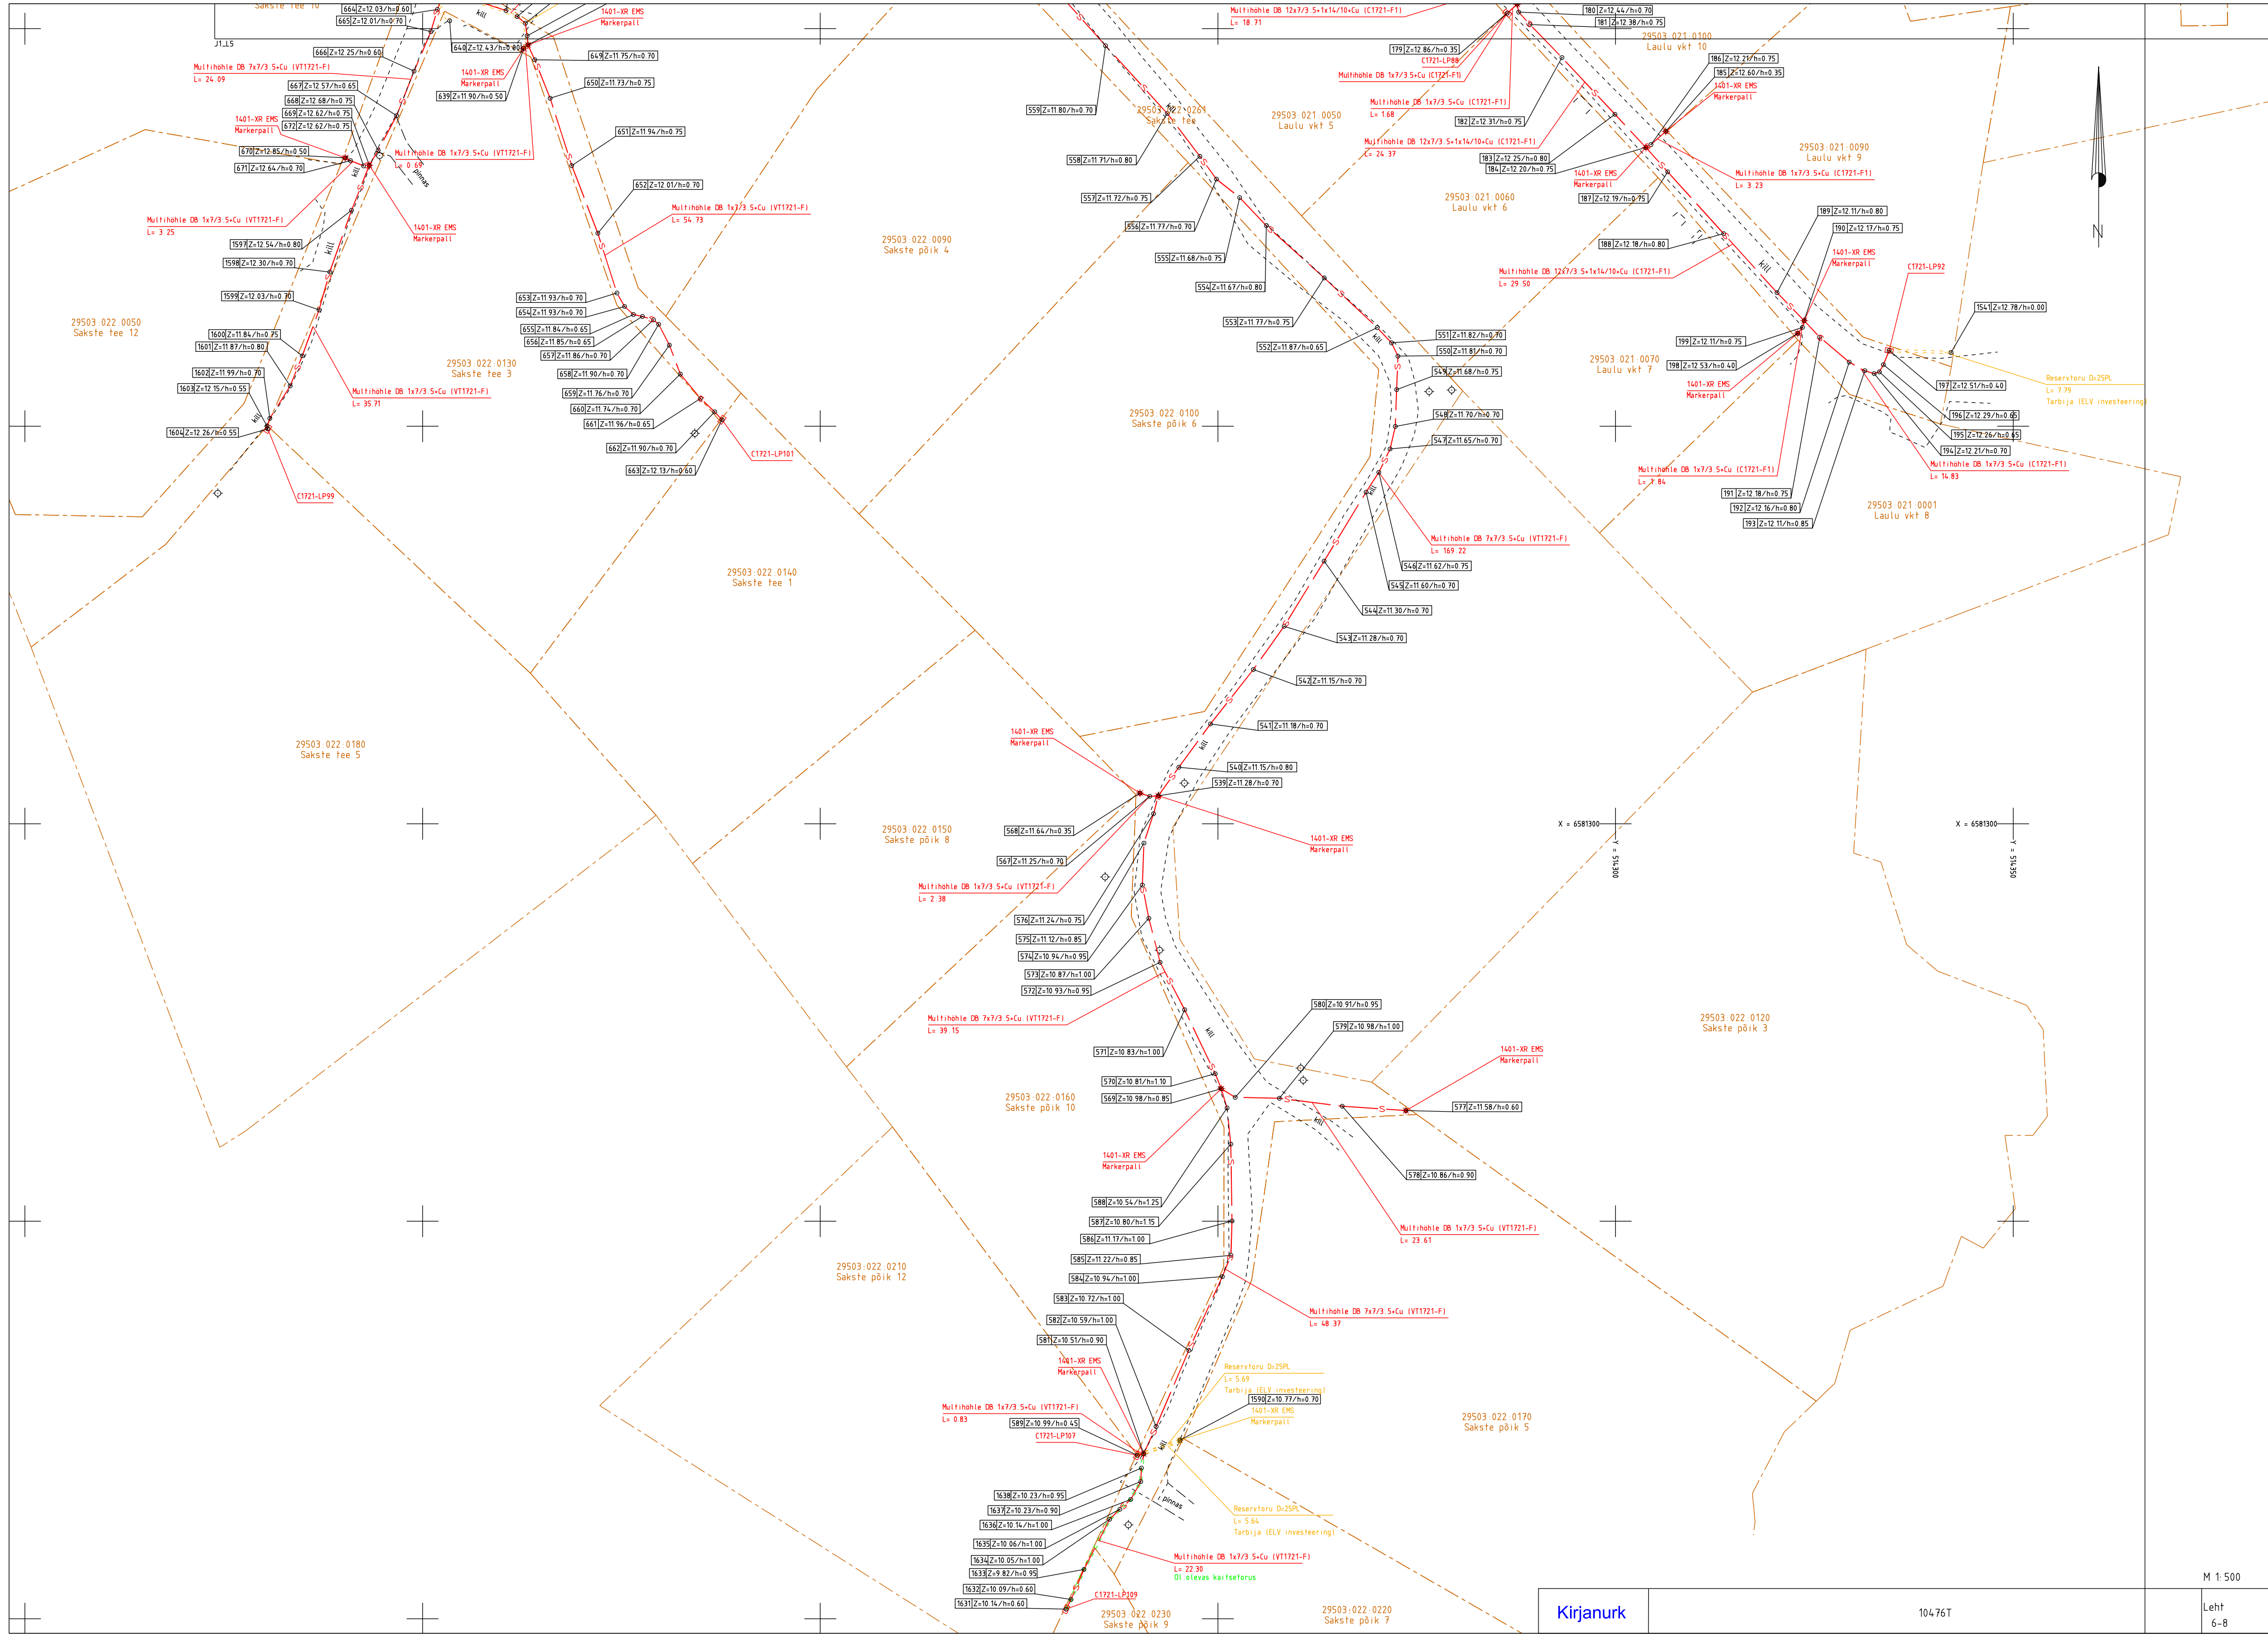 Sakste tee 10
664 Z=12.03/h=0.60
665 Z=12.01/h=0.70
J1_L5
666 Z=12.25/h=0.60
kill
640 Z=12.43/h=0.00
1401-XR EMS
Markerpall
649 Z=11.75/h=0.70
Multihöhle DB 7x7/3.5+Cu (VT1721-F)
L= 24.09
1401-XR EMS
Markerpall
667 Z=12.57/h=0.65
668 Z=12.68/h=0.75
669 Z=12.62/h=0.75
672 Z=12.62/h=0.75
639 Z=11.90/h=0.50
650 Z=11.73/h=0.75
1401-XR EMS
Markerpall
651 Z=11.94/h=0.75
670 Z=12.85/h=0.50
671 Z=12.64/h=0.70
Multihöhle DB 1x7/3.5+Cu (VT1721-F)
L= 0.69
kill
pinnas
652 Z=12.01/h=0.70
Multihöhle DB 1x7/3.5+Cu (VT1721-F)
L= 3.25
Multihöhle DB 1x7/3.5+Cu (VT1721-F)
L= 54.73
1401-XR EMS
Markerpall
1597 Z=12.54/h=0.80
kill
1598 Z=12.30/h=0.70
1599 Z=12.03/h=0.70
653 Z=11.93/h=0.70
654 Z=11.93/h=0.70
655 Z=11.84/h=0.65
656 Z=11.85/h=0.65
657 Z=11.86/h=0.70
658 Z=11.90/h=0.70
659 Z=11.76/h=0.70
660 Z=11.74/h=0.70
661 Z=11.96/h=0.65
662 Z=11.90/h=0.70
663 Z=12.13/h=0.60
C1721-LP101
29503:022:0050
Sakste tee 12
1600 Z=11.84/h=0.75
1601 Z=11.87/h=0.80
1602 Z=11.99/h=0.70
1603 Z=12.15/h=0.55
kill
1604 Z=12.26/h=0.55
29503:022:0130
Sakste tee 3
Multihöhle DB 1x7/3.5+Cu (VT1721-F)
L= 35.71
C1721-LP99
29503:022:0090
Sakste põik 4
Multihöhle DB 12x7/3.5+1x14/10+Cu (C1721-F1)
L= 18.71
180 Z=12.44/h=0.70
181 Z=12.38/h=0.75
29503:021:0100
Laulu vkt 10
179 Z=12.86/h=0.35
C1721-LP88
Multihöhle DB 1x7/3.5+Cu (C1721-F1)
186 Z=12.21/h=0.75
185 Z=12.60/h=0.35
1401-XR EMS
Markerpall
559 Z=11.80/h=0.70
kill
29503:022:0261
Sakste tee
Multihöhle DB 1x7/3.5+Cu (C1721-F1)
L= 1.68
29503:021:0050
Laulu vkt 5
182 Z=12.31/h=0.75
Multihöhle DB 12x7/3.5+1x14/10+Cu (C1721-F1)
L= 24.37
558 Z=11.71/h=0.80
183 Z=12.25/h=0.80
184 Z=12.20/h=0.75
1401-XR EMS
Markerpall
29503:021:0090
Laulu vkt 9
Multihöhle DB 1x7/3.5+Cu (C1721-F1)
L= 3.23
557 Z=11.72/h=0.75
187 Z=12.19/h=0.75
29503:021:0060
Laulu vkt 6
556 Z=11.77/h=0.70
189 Z=12.11/h=0.80
190 Z=12.17/h=0.75
188 Z=12.18/h=0.80
555 Z=11.68/h=0.75
1401-XR EMS
Markerpall
kill
C1721-LP92
Multihöhle DB 12x7/3.5+1x14/10+Cu (C1721-F1)
L= 29.50
554 Z=11.67/h=0.80
1541 Z=12.78/h=0.00
553 Z=11.77/h=0.75
kill
551 Z=11.82/h=0.70
199 Z=12.11/h=0.75
552 Z=11.87/h=0.65
550 Z=11.81/h=0.70
29503:021:0070
Laulu vkt 7
198 Z=12.53/h=0.40
549 Z=11.68/h=0.75
1401-XR EMS
Markerpall
Reservtoru D=25PL
L= 7.79
Tarbija (ELV investeering)
197 Z=12.51/h=0.40
29503:022:0100
Sakste põik 6
548 Z=11.70/h=0.70
196 Z=12.29/h=0.65
195 Z=12.26/h=0.65
547 Z=11.65/h=0.70
194 Z=12.21/h=0.70
Multihöhle DB 1x7/3.5+Cu (C1721-F1)
L= 1.84
Multihöhle DB 1x7/3.5+Cu (C1721-F1)
L= 14.83
kill
191 Z=12.18/h=0.75
192 Z=12.16/h=0.80
193 Z=12.11/h=0.85
29503:021:0001
Laulu vkt 8
Multihöhle DB 7x7/3.5+Cu (VT1721-F)
L= 169.22
546 Z=11.62/h=0.75
545 Z=11.60/h=0.70
29503:022:0140
Sakste tee 1
544 Z=11.30/h=0.70
543 Z=11.28/h=0.70
542 Z=11.15/h=0.70
541 Z=11.18/h=0.70
29503:022:0180
Sakste tee 5
1401-XR EMS
Markerpall
kill
540 Z=11.15/h=0.80
539 Z=11.28/h=0.70
29503:022:0150
Sakste põik 8
568 Z=11.64/h=0.35
1401-XR EMS
Markerpall
X = 6581300
Y = 514300
X = 6581300
Y = 514350
567 Z=11.25/h=0.70
Multihöhle DB 1x7/3.5+Cu (VT1721-F)
L= 2.38
576 Z=11.24/h=0.75
575 Z=11.12/h=0.85
574 Z=10.94/h=0.95
573 Z=10.87/h=1.00
572 Z=10.93/h=0.95
Multihöhle DB 7x7/3.5+Cu (VT1721-F)
L= 39.15
kill
580 Z=10.91/h=0.95
579 Z=10.98/h=1.00
29503:022:0120
Sakste põik 3
571 Z=10.83/h=1.00
1401-XR EMS
Markerpall
570 Z=10.81/h=1.10
569 Z=10.98/h=0.85
29503:022:0160
Sakste põik 10
577 Z=11.58/h=0.60
kill
1401-XR EMS
Markerpall
578 Z=10.86/h=0.90
588 Z=10.54/h=1.25
587 Z=10.80/h=1.15
586 Z=11.17/h=1.00
Multihöhle DB 1x7/3.5+Cu (VT1721-F)
L= 23.61
585 Z=11.22/h=0.85
584 Z=10.94/h=1.00
29503:022:0210
Sakste põik 12
583 Z=10.72/h=1.00
Multihöhle DB 7x7/3.5+Cu (VT1721-F)
L= 48.37
582 Z=10.59/h=1.00
581 Z=10.51/h=0.90
1401-XR EMS
Markerpall
Reservtoru D=25PL
L= 5.69
Tarbija (ELV investeering)
1590 Z=10.77/h=0.70
1401-XR EMS
Markerpall
Multihöhle DB 1x7/3.5+Cu (VT1721-F)
L= 0.83
589 Z=10.99/h=0.45
C1721-LP107
kill
29503:022:0170
Sakste põik 5
1638 Z=10.23/h=0.95
1637 Z=10.23/h=0.90
1636 Z=10.14/h=1.00
1635 Z=10.06/h=1.00
1634 Z=10.05/h=1.00
1633 Z=9.82/h=0.95
1632 Z=10.09/h=0.60
1631 Z=10.14/h=0.60
pinnas
Reservtoru D=25PL
L= 5.64
Tarbija (ELV investeering)
Multihöhle DB 1x7/3.5+Cu (VT1721-F)
L= 22.30
Ol.olevas kaitsetorus
C1721-LP109
29503:022:0230
Sakste põik 9
29503:022:0220
Sakste põik 7
N
M 1:500
Kirjanurk
10476T
Leht
6-8